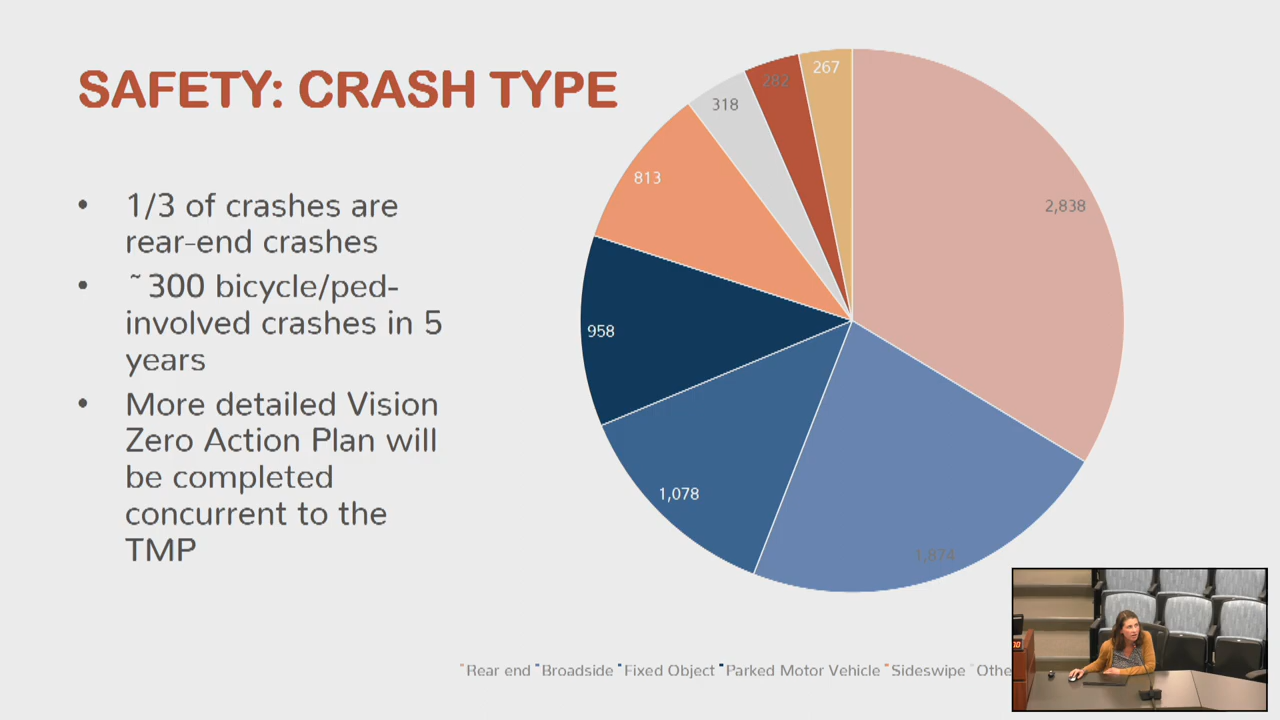 SAFETY: CRASH TYPE
• 1/3 of crashes are
rear-end crashes
• ~300 bicycle/ped-
involved crashes in 5
years
• More detailed Vision
Zero Action Plan will
be completed
concurrent to the
TMP
267
282
318
813
2,838
958
1,078
1,874
Rear end Broadside Fixed Object Parked Motor Vehicle Sideswipe Othe